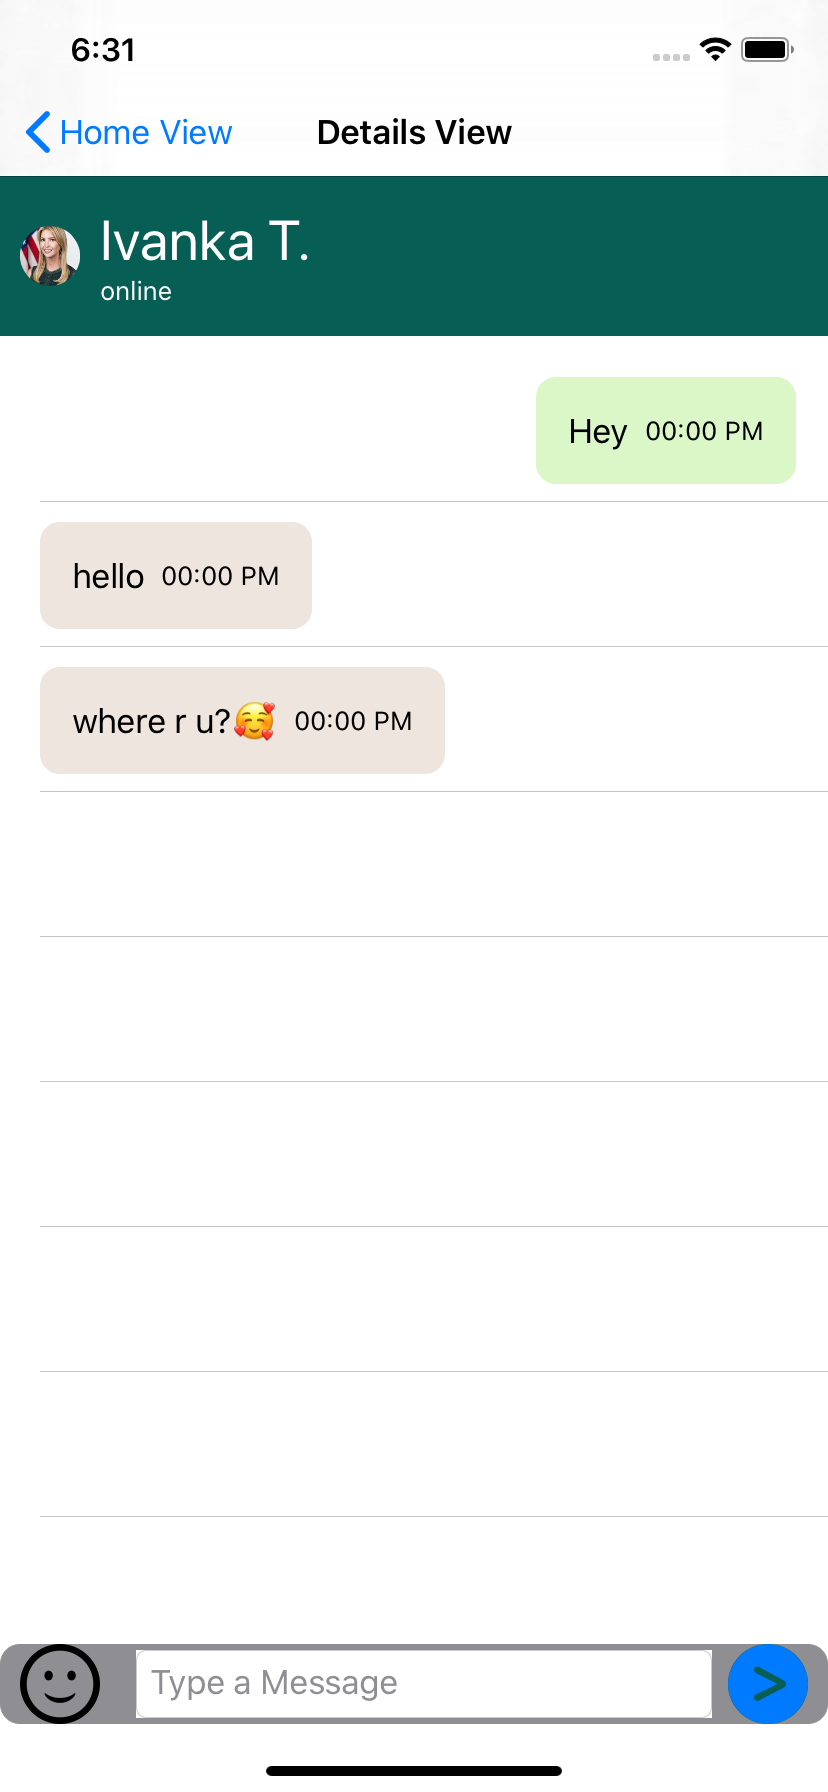 6:31
Home View Details View
Ivanka T.
online
Hey 00:00 PM
hello 00:00 PM
where r u?🥰 00:00 PM
Type a Message
>